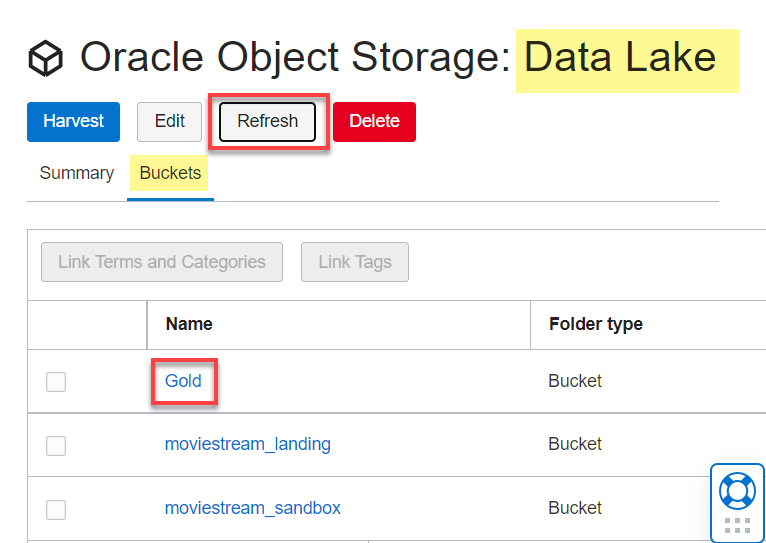 Oracle Object Storage: Data Lake
Harvest Edit Refresh Delete
Summary Buckets
Link Terms and Categories Link Tags
Name Folder type
Gold Bucket
moviestream_landing Bucket
moviestream_sandbox Bucket